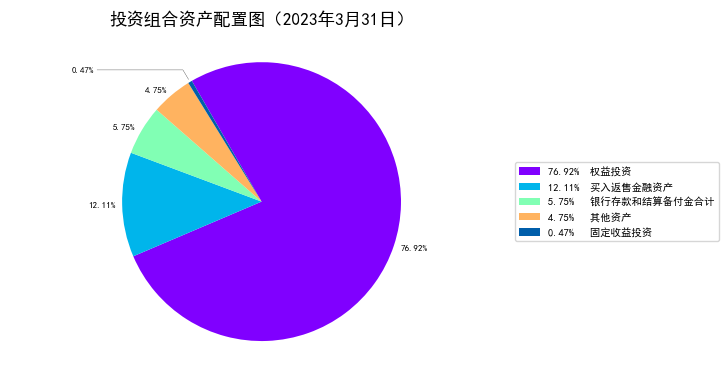 投资组合资产配置图（2023年3月31日）
0.47%
4.75%
5.75%
12.11%
76.92%
76.92% 权益投资
12.11% 买入返售金融资产
5.75% 银行存款和结算备付金合计
4.75% 其他资产
0.47% 固定收益投资